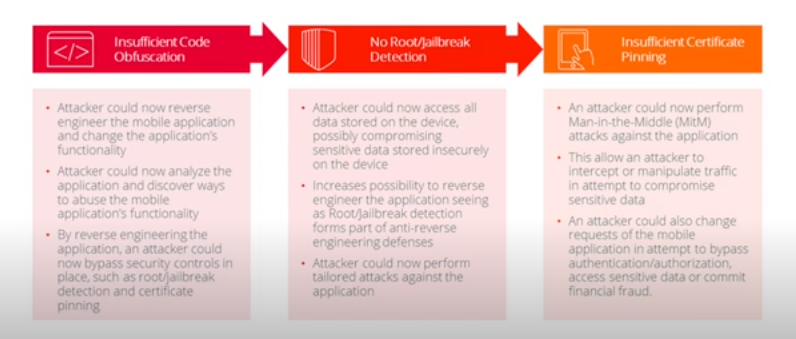 Insufficient Code
Obfuscation
• Attacker could now reverse
engineer the mobile application
and change the application's
functionality
• Attacker could now analyze the
application and discover ways
to abuse the mobile
application's functionality
• By reverse engineering the
application, an attacker could
now bypass security controls in
place, such as root/jailbreak
detection and certificate
pinning
No Root/Jailbreak
Detection
• Attacker could now access all
data stored on the device,
possibly compromising
sensitive data stored insecurely
on the device
• Increases possibility to reverse
engineer the application seeing
as Root/Jailbreak detection
forms part of anti-reverse
engineering defenses
• Attacker could now perform
tailored attacks against the
application
Insufficient Certificate
Pinning
• An attacker could now perform
Man-in-the-Middle (MitM)
attacks against the application
• This allow an attacker to
intercept or manipulate traffic
in attempt to compromise
sensitive data
• An attacker could also change
requests of the mobile
application in attempt to bypass
authentication/authorization,
access sensitive data or commit
financial fraud.